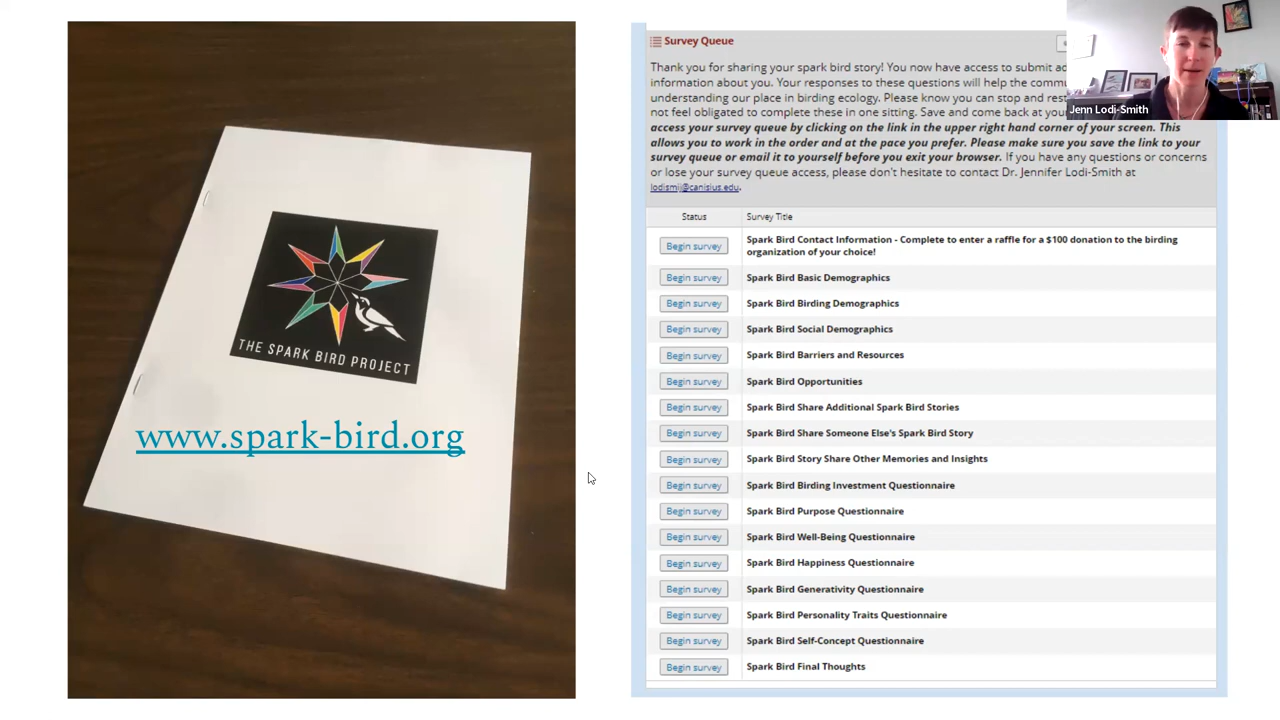 THE SPARK BIRD PROJECT
www.spark-bird.org
Survey Queue
Thank you for sharing your spark bird story! You now have access to submit
information about you. Your responses to these questions will help the
understanding our place in birding ecology. Please know you can stop and
not feel obligated to complete these in one sitting. Save and come back at
access your survey queue by clicking on the link in the upper right hand corner of your screen. This
allows you to work in the order and at the pace you prefer. Please make sure you save the link to your
survey queue or email it to yourself before you exit your browser. If you have any questions or concerns
or lose your survey queue access, please don't hesitate to contact Dr. Jennifer Lodi-Smith at
lodismij@canisius.edu.
Jenn Lodi-Smith
Status Survey Title
Begin survey Spark Bird Contact Information - Complete to enter a raffle for a $100 donation to the birding
organization of your choice!
Begin survey Spark Bird Basic Demographics
Begin survey Spark Bird Birding Demographics
Begin survey Spark Bird Social Demographics
Begin survey Spark Bird Barriers and Resources
Begin survey Spark Bird Opportunities
Begin survey Spark Bird Share Additional Spark Bird Stories
Begin survey Spark Bird Share Someone Else's Spark Bird Story
Begin survey Spark Bird Story Share Other Memories and Insights
Begin survey Spark Bird Birding Investment Questionnaire
Begin survey Spark Bird Purpose Questionnaire
Begin survey Spark Bird Well-Being Questionnaire
Begin survey Spark Bird Happiness Questionnaire
Begin survey Spark Bird Generativity Questionnaire
Begin survey Spark Bird Personality Traits Questionnaire
Begin survey Spark Bird Self-Concept Questionnaire
Begin survey Spark Bird Final Thoughts